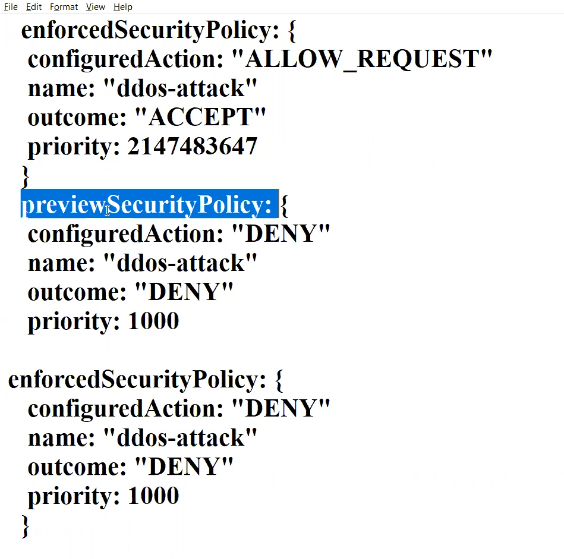 File Edit Format View Help
enforcedSecurityPolicy: {
configuredAction: "ALLOW_REQUEST"
name: "ddos-attack"
outcome: "ACCEPT"
priority: 2147483647
}
previewSecurityPolicy: {
configuredAction: "DENY"
name: "ddos-attack"
outcome: "DENY"
priority: 1000
enforcedSecurityPolicy: {
configuredAction: "DENY"
name: "ddos-attack"
outcome: "DENY"
priority: 1000
}